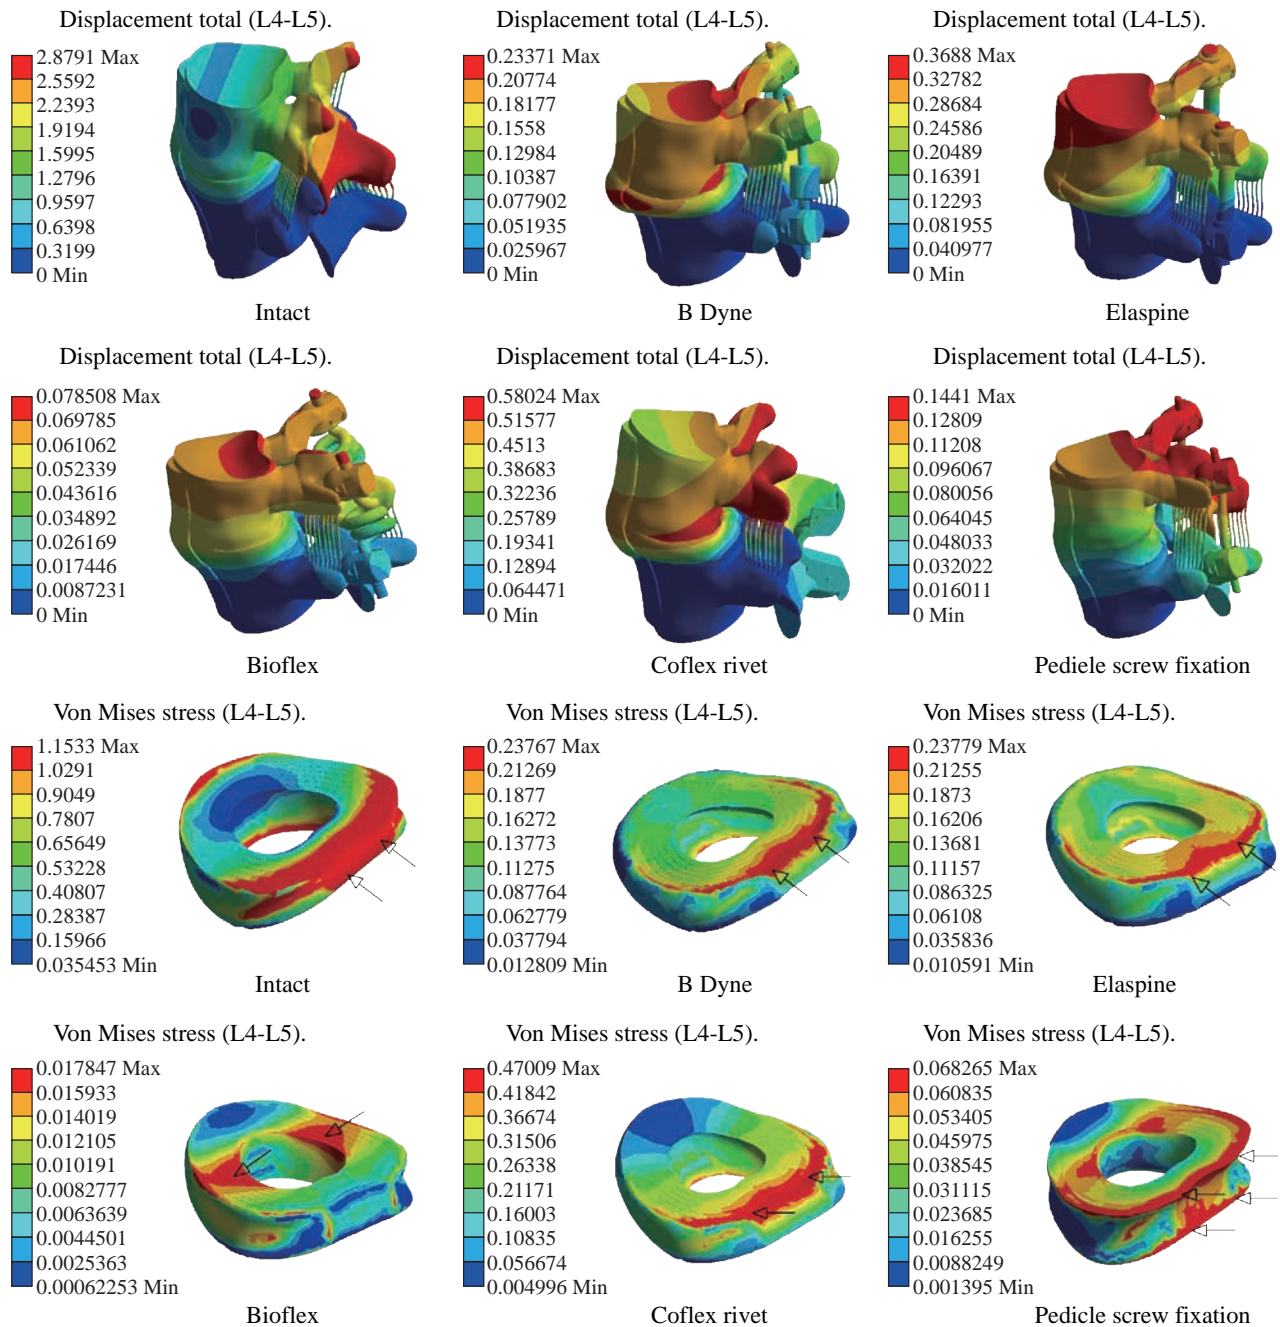 Displacement total (L4-L5).
2.8791 Max
2.5592
2.2393
1.9194
1.5995
1.2796
0.9597
0.6398
0.3199
0 Min
Intact
Displacement total (L4-L5).
0.23371 Max
0.20774
0.18177
0.1558
0.12984
0.10387
0.077902
0.051935
0.025967
0 Min
B Dyne
Displacement total (L4-L5).
0.3688 Max
0.32782
0.28684
0.24586
0.20489
0.16391
0.12293
0.081955
0.040977
0 Min
Elaspine
Displacement total (L4-L5).
0.078508 Max
0.069785
0.061062
0.052339
0.043616
0.034892
0.026169
0.017446
0.0087231
0 Min
Bioflex
Displacement total (L4-L5).
0.58024 Max
0.51577
0.4513
0.38683
0.32236
0.25789
0.19341
0.12894
0.064471
0 Min
Coflex rivet
Displacement total (L4-L5).
0.1441 Max
0.12809
0.11208
0.096067
0.080056
0.064045
0.048033
0.032022
0.016011
0 Min
Pediele screw fixation
Von Mises stress (L4-L5).
1.1533 Max
1.0291
0.9049
0.7807
0.65649
0.53228
0.40807
0.28387
0.15966
0.035453 Min
Intact
Von Mises stress (L4-L5).
0.23767 Max
0.21269
0.1877
0.16272
0.13773
0.11275
0.087764
0.062779
0.037794
0.012809 Min
B Dyne
Von Mises stress (L4-L5).
0.23779 Max
0.21255
0.1873
0.16206
0.13681
0.11157
0.086325
0.06108
0.035836
0.010591 Min
Elaspine
Von Mises stress (L4-L5).
0.017847 Max
0.015933
0.014019
0.012105
0.010191
0.0082777
0.0063639
0.0044501
0.0025363
0.00062253 Min
Bioflex
Von Mises stress (L4-L5).
0.47009 Max
0.41842
0.36674
0.31506
0.26338
0.21171
0.16003
0.10835
0.056674
0.004996 Min
Coflex rivet
Von Mises stress (L4-L5).
0.068265 Max
0.060835
0.053405
0.045975
0.038545
0.031115
0.023685
0.016255
0.0088249
0.001395 Min
Pedicle screw fixation